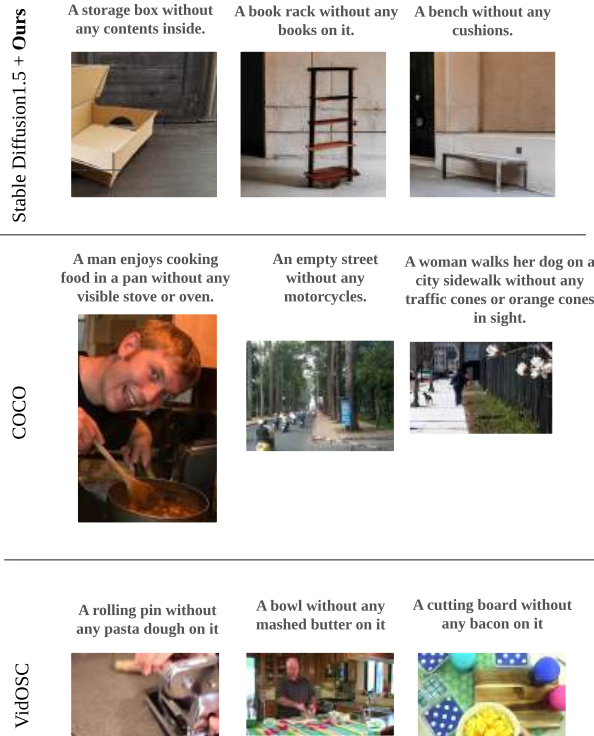 Stable Diffusion1.5 + Ours
A storage box without
any contents inside.
A book rack without any
books on it.
A bench without any
cushions.
COCO
A man enjoys cooking
food in a pan without any
visible stove or oven.
An empty street
without any
motorcycles.
A woman walks her dog on a
city sidewalk without any
traffic cones or orange cones
in sight.
VidOSC
A rolling pin without
any pasta dough on it
A bowl without any
mashed butter on it
A cutting board without
any bacon on it